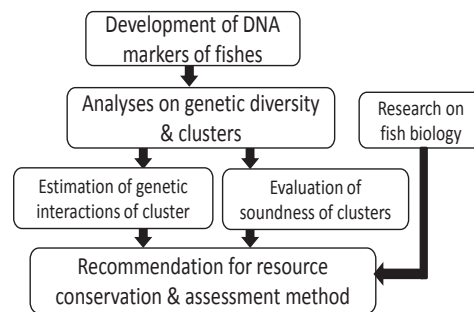 Development of DNA
markers of fishes
Analyses on genetic diversity
& clusters
Research on
fish biology
Estimation of genetic
interactions of cluster
Evaluation of
soundness of clusters
Recommendation for resource
conservation & assessment method